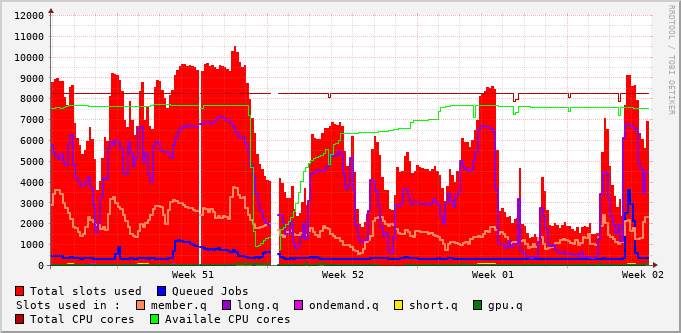 12000
11000
10000
9000
8000
7000
6000
5000
4000
3000
2000
1000
0
Week 51 Week 52 Week 01 Week 02
Total slots used Queued Jobs
Slots used in : member.q long.q ondemand.q short.q gpu.q
Total CPU cores Availale CPU cores
RRDTOOL / TOBI OETIKER